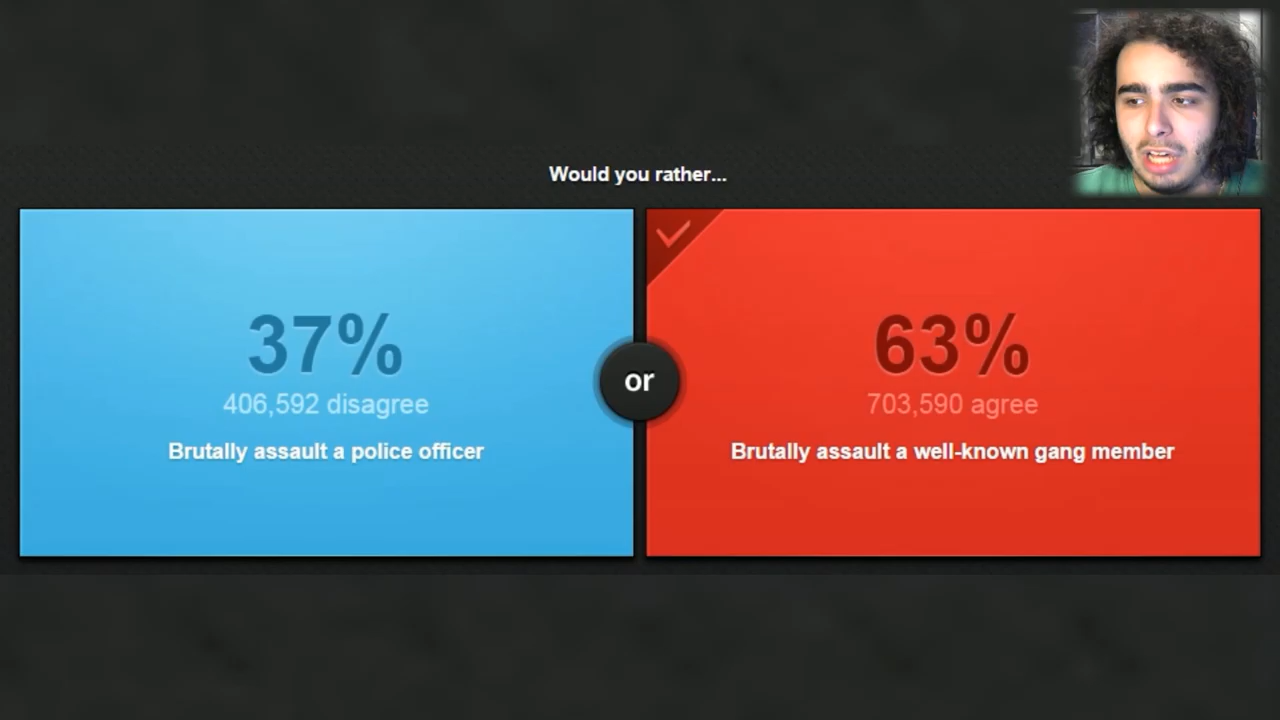 Would you rather...
37%
406,592 disagree
Brutally assault a police officer
or
63%
703,590 agree
Brutally assault a well-known gang member